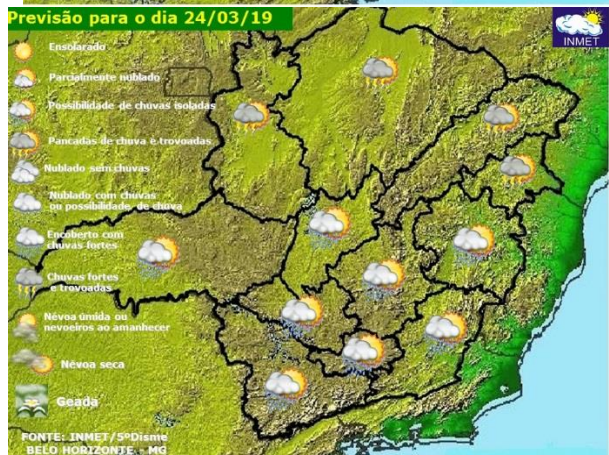 Previsão para o dia 24/03/19
INMET
Ensolarado
Parcialmente nublado
Possibilidade de chuvas isoladas
Pancadas de chuva e trovoadas
Nublado sem chuvas
Nublado com chuvas
ou possibilidade de chuva
Encoberto com
chuvas fortes
Chuvas fortes
e trovoadas
Névoa úmida ou
nevoeiros ao amanhecer
Névoa seca
Geada
FONTE: INMET/5ºDisme
BELO HORIZONTE - MG